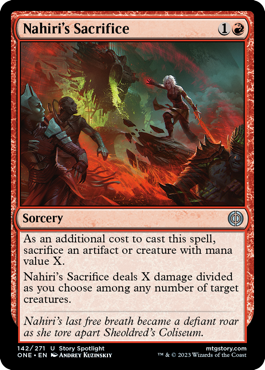 Nahiri's Sacrifice 1
Sorcery
As an additional cost to cast this spell,
sacrifice an artifact or creature with mana
value X.
Nahiri's Sacrifice deals X damage divided
as you choose among any number of target
creatures.
Nahiri's last free breath became a defiant roar
as she tore apart Sheoldred's Coliseum.
142/271 U Story Spotlight
ONE • EN Andrey Kuzinskiy
mtgstory.com
™ & © 2023 Wizards of the Coast